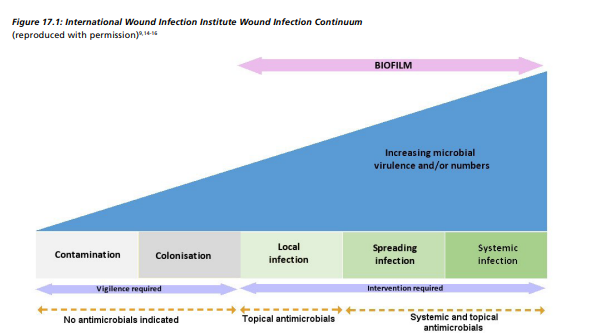 Figure 17.1: International Wound Infection Institute Wound Infection Continuum
(reproduced with permission)9,14-16
BIOFILM
Increasing microbial
virulence and/or numbers
Contamination
Colonisation
Local
infection
Spreading
infection
Systemic
infection
Vigilence required
Intervention required
No antimicrobials indicated
Topical antimicrobials
Systemic and topical
antimicrobials